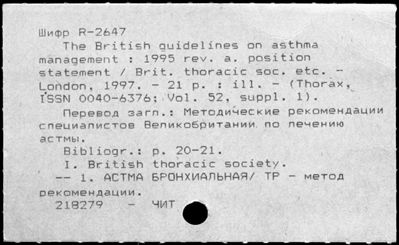 Шифр R-2647
The British guidelines on asthma
management : 1995 rev. a. position
statement / Brit. thoracic soc. etc. -
London, 1997. - 21 p. : ill. - (Thorax,
ISSN 0040-6376; Vol. 52, suppl. 1).
Перевод загл.: Методические рекомендации
специалистов Великобритании по лечению
астмы.
Bibliogr.: p. 20-21.
I. British thoracic society.
-- 1. АСТМА БРОНХИАЛЬНАЯ/ ТР - метод
рекомендации.
218279 - ЧИТ